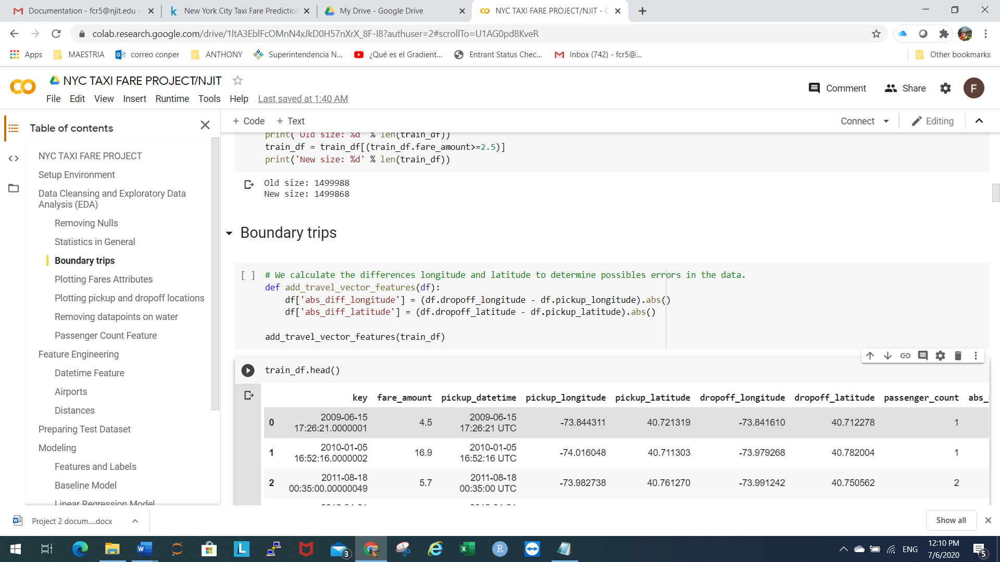 Documentation - fcr5@njit.edu -
New York City Taxi Fare Prediction
My Drive - Google Drive
NYC TAXI FARE PROJECT/NJIT - C
colab.research.google.com/drive/1ltA3EblFcOMnN4xJkD0H57nXrX_8F-I8?authuser=2#scrollTo=U1AG0pd8KveR
Apps
MAESTRIA
correo conper
ANTHONY
Superintendencia N...
¿Qué es el Gradient...
Entrant Status Chec...
Inbox (742) - fcr5@...
Other bookmarks
NYC TAXI FARE PROJECT/NJIT
File Edit View Insert Runtime Tools Help Last saved at 1:40 AM
Comment
Share
F
Table of contents
NYC TAXI FARE PROJECT
Setup Environment
Data Cleansing and Exploratory Data
Analysis (EDA)
Removing Nulls
Statistics in General
Boundary trips
Plotting Fares Attributes
Plotting pickup and dropoff locations
Removing datapoints on water
Passenger Count Feature
Feature Engineering
Datetime Feature
Airports
Distances
Preparing Test Dataset
Modeling
Features and Labels
Baseline Model
Linear Regression Model
+ Code + Text
Connect
Editing
print('Old size: %d' % len(train_df))
train_df = train_df[(train_df.fare_amount>=2.5)]
print('New size: %d' % len(train_df))
Old size: 1499988
New size: 1499868
Boundary trips
[ ] # We calculate the differences longitude and latitude to determine possibles errors in the data.
def add_travel_vector_features(df):
df['abs_diff_longitude'] = (df.dropoff_longitude - df.pickup_longitude).abs()
df['abs_diff_latitude'] = (df.dropoff_latitude - df.pickup_latitude).abs()
add_travel_vector_features(train_df)
train_df.head()
key fare_amount pickup_datetime pickup_longitude pickup_latitude dropoff_longitude dropoff_latitude passenger_count abs_
0 2009-06-15 17:26:21.0000001 4.5 2009-06-15 17:26:21 UTC -73.844311 40.721319 -73.841610 40.712278 1
1 2010-01-05 16:52:16.0000002 16.9 2010-01-05 16:52:16 UTC -74.016048 40.711303 -73.979268 40.782004 1
2 2011-08-18 00:35:00.00000049 5.7 2011-08-18 00:35:00 UTC -73.982738 40.761270 -73.991242 40.750562 2
Project 2 docum....docx
Show all
3
ENG
12:10 PM
7/6/2020
5